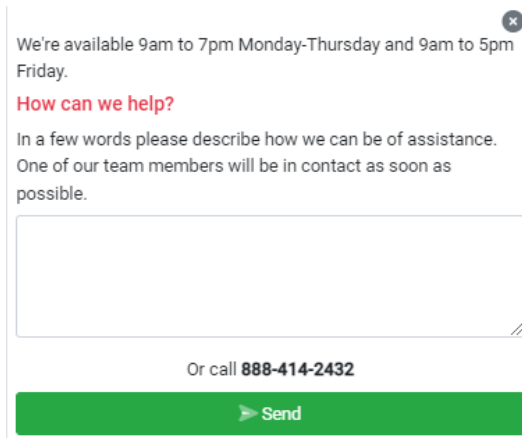 We're available 9am to 7pm Monday-Thursday and 9am to 5pm
Friday.
How can we help?
In a few words please describe how we can be of assistance.
One of our team members will be in contact as soon as
possible.
Or call 888-414-2432
Send